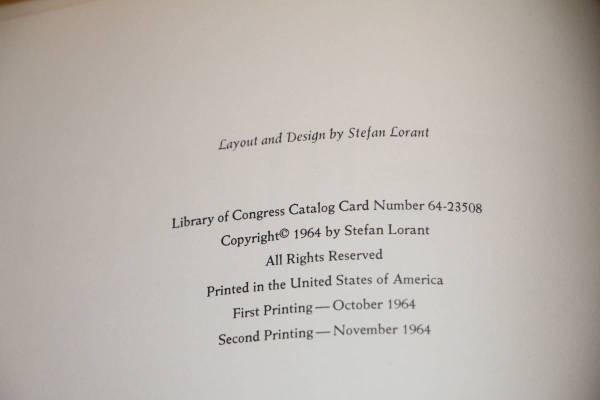 Layout and Design by Stefan Lorant
Library of Congress Catalog Card Number 64-23508
Copyright© 1964 by Stefan Lorant
All Rights Reserved
Printed in the United States of America
First Printing — October 1964
Second Printing — November 1964